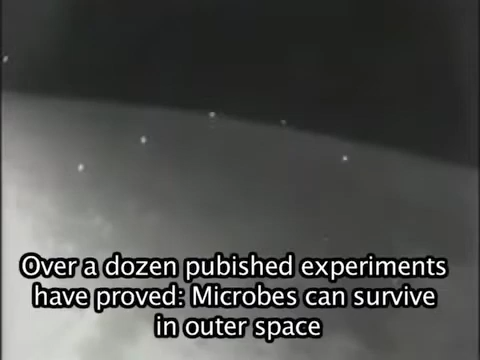 Over a dozen pubished experiments
have proved: Microbes can survive
in outer space